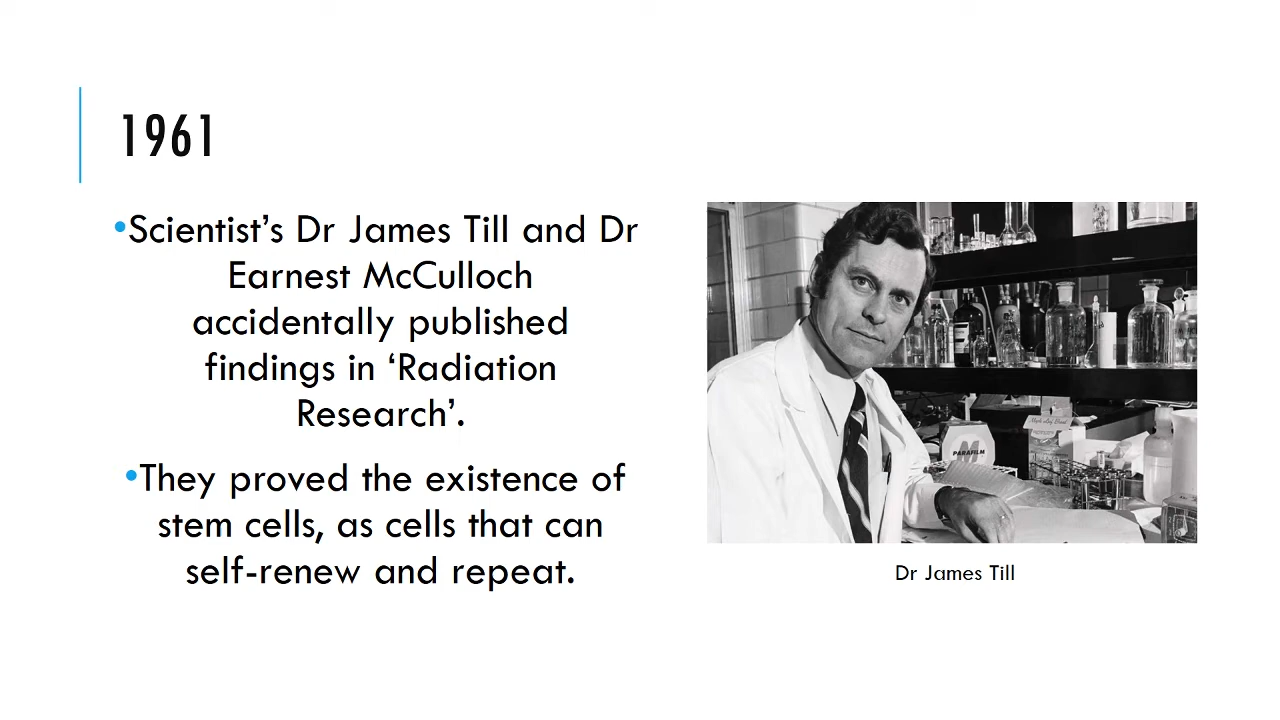 1961
•Scientist’s Dr James Till and Dr
Earnest McCulloch
accidentally published
findings in ‘Radiation
Research’.
•They proved the existence of
stem cells, as cells that can
self-renew and repeat.
PARAFILM
Dr James Till